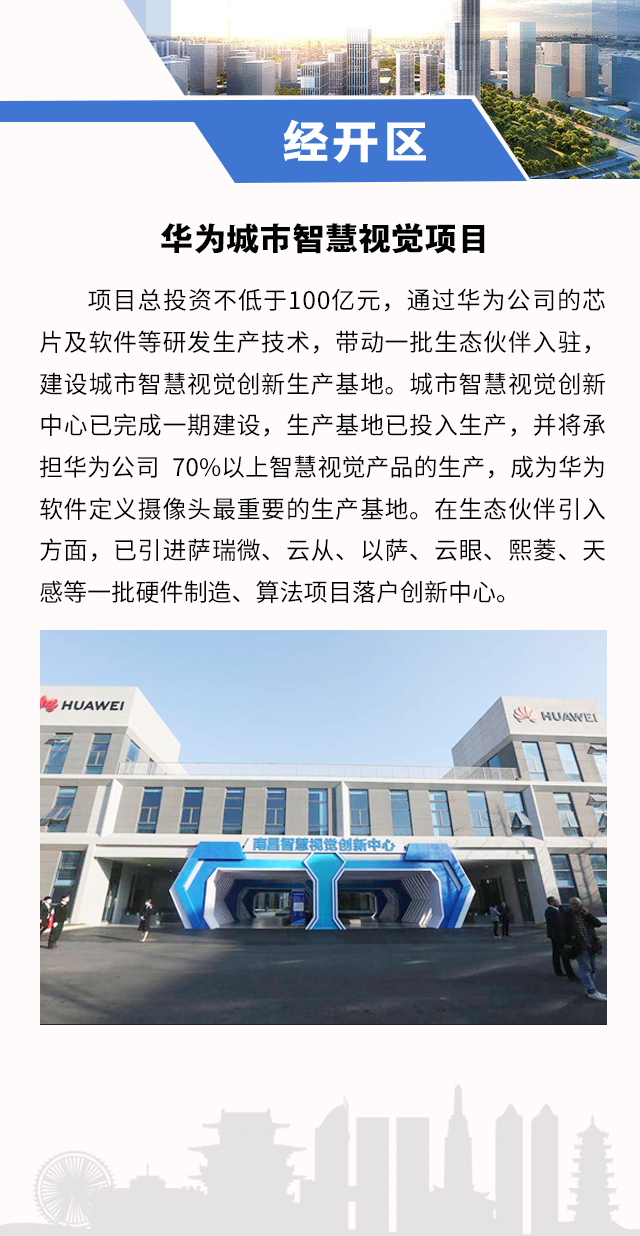 经开区
华为城市智慧视觉项目
项目总投资不低于100亿元，通过华为公司的芯
片及软件等研发生产技术，带动一批生态伙伴入驻，
建设城市智慧视觉创新生产基地。城市智慧视觉创新
中心已完成一期建设，生产基地已投入生产，并将承
担华为公司 70%以上智慧视觉产品的生产，成为华为
软件定义摄像头最重要的生产基地。在生态伙伴引入
方面，已引进萨瑞微、云从、以萨、云眼、熙菱、天
感等一批硬件制造、算法项目落户创新中心。
HUAWEI
HUAWEI
南昌智慧视觉创新中心